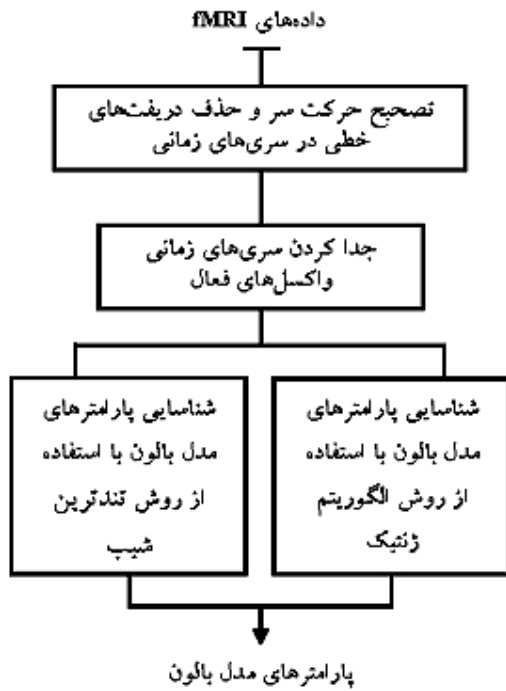 داده‌های fMRI
تصحیح حرکت سر و حذف دریفت‌های
خطی در سری‌های زمانی
جدا کردن سری‌های زمانی
واکسل‌های فعال
شناسایی پارامترهای
مدل بالون با استفاده
از روش الگوریتم
ژنتیک
شناسایی پارامترهای
مدل بالون با استفاده
از روش تندترین
شیب
پارامترهای مدل بالون